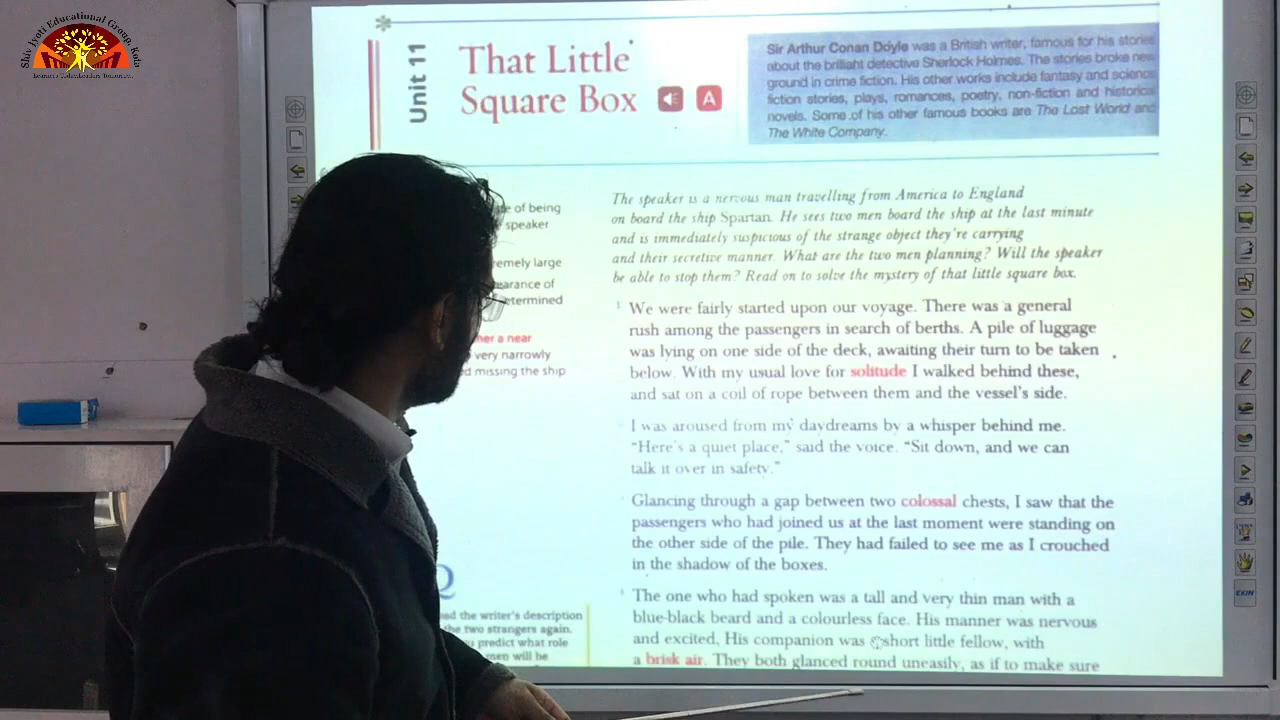 Shiv Jyoti Educational Group, Kota
Unit 11
That Little
Square Box
A
Sir Arthur Conan Doyle was a British writer, famous for his stories
about the brilliant detective Sherlock Holmes. The stories broke new
ground in crime fiction. His other works include fantasy and science
fiction stories, plays, romances, poetry, non-fiction and historical
novels. Some of his other famous books are The Lost World and
The White Company.
of being
speaker
large
of
her a near
very narrowly
missing the ship
the writer's description
the two strangers again.
predict what role
men will be
The speaker is a nervous man travelling from America to England
on board the ship Spartan. He sees two men board the ship at the last minute
and is immediately suspicious of the strange object they're carrying
and their secretive manner. What are the two men planning? Will the speaker
be able to stop them? Read on to solve the mystery of that little square box.
1 We were fairly started upon our voyage. There was a general
rush among the passengers in search of berths. A pile of luggage
was lying on one side of the deck, awaiting their turn to be taken
below. With my usual love for solitude I walked behind these,
and sat on a coil of rope between them and the vessel's side.
I was aroused from my daydreams by a whisper behind me.
"Here's a quiet place," said the voice. "Sit down, and we can
talk it over in safety."
Glancing through a gap between two colossal chests, I saw that the
passengers who had joined us at the last moment were standing on
the other side of the pile. They had failed to see me as I crouched
in the shadow of the boxes.
The one who had spoken was a tall and very thin man with a
blue-black beard and a colourless face. His manner was nervous
and excited, His companion was a short little fellow, with
a brisk air. They both glanced round uneasily, as if to make sure